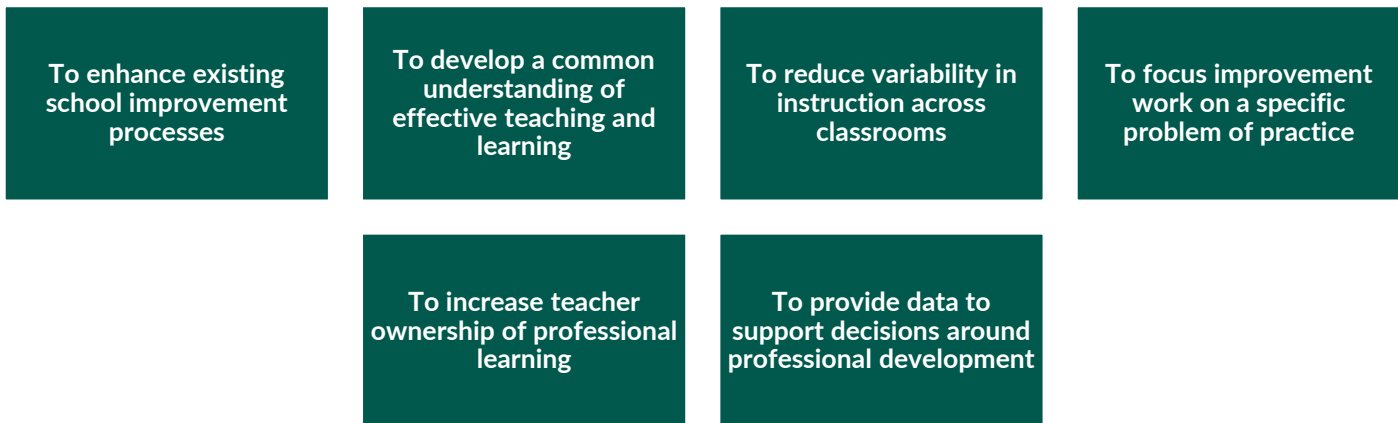 To enhance existing
school improvement
processes
To develop a common
understanding of
effective teaching and
learning
To reduce variability in
instruction across
classrooms
To focus improvement
work on a specific
problem of practice
To increase teacher
ownership of professional
learning
To provide data to
support decisions around
professional development